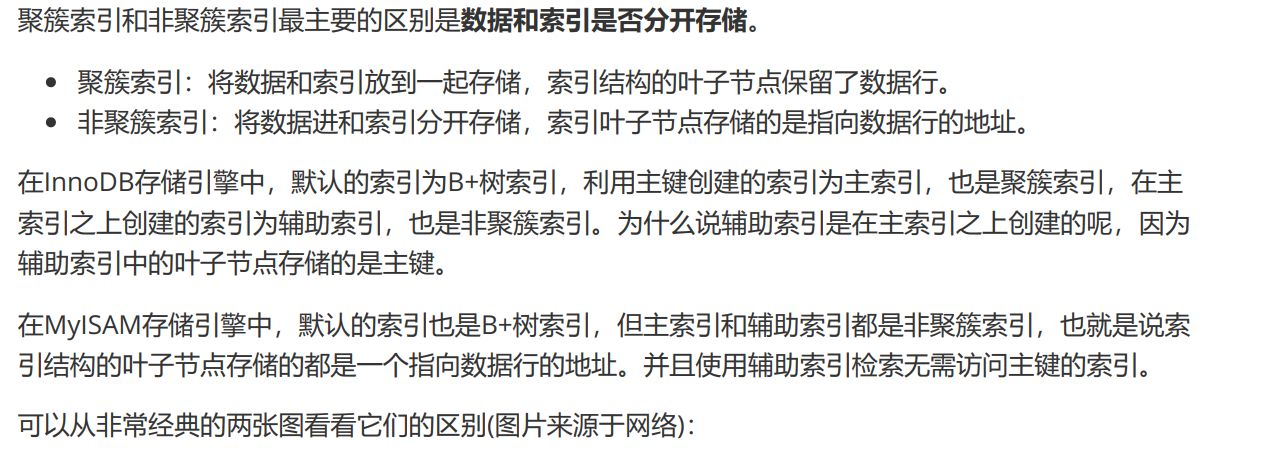 聚簇索引和非聚簇索引最主要的区别是数据和索引是否分开存储。
聚簇索引：将数据和索引放到一起存储，索引结构的叶子节点保留了数据行。
非聚簇索引：将数据进和索引分开存储，索引叶子节点存储的是指向数据行的地址。
在InnoDB存储引擎中，默认的索引为B+树索引，利用主键创建的索引为主索引，也是聚簇索引，在主
索引之上创建的索引为辅助索引，也是非聚簇索引。为什么说辅助索引是在主索引之上创建的呢，因为
辅助索引中的叶子节点存储的是主键。
在MyISAM存储引擎中，默认的索引也是B+树索引，但主索引和辅助索引都是非聚簇索引，也就是说索
引结构的叶子节点存储的都是一个指向数据行的地址。并且使用辅助索引检索无需访问主键的索引。
可以从非常经典的两张图看看它们的区别(图片来源于网络)：